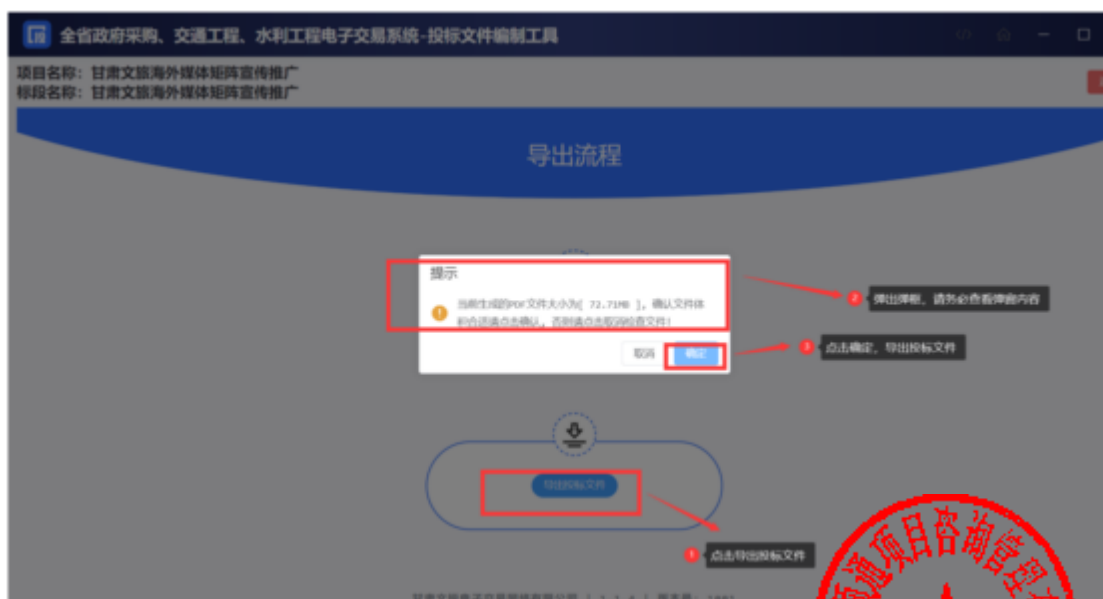 全省政府采购、交通工程、水利工程电子交易系统-投标文件编制工具
项目名称：甘肃文旅海外媒体矩阵宣传推广
标段名称：甘肃文旅海外媒体矩阵宣传推广
导出流程
提示
当前生成的PDF文件大小为[ 72.71MB ]，确认文件体
积合适请点击确认，否则请点击取消检查文件！
取消
确定
2 弹出弹框，请务必查看弹窗内容
3 点击确定，导出投标文件
导出投标文件
1 点击导出投标文件
通项目咨询管理